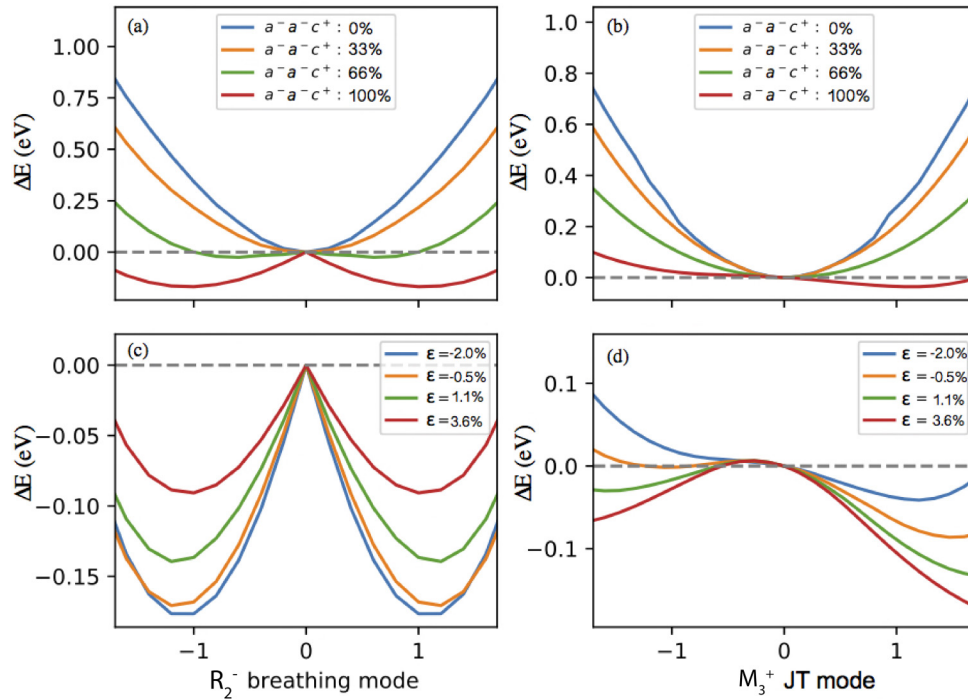 (a)
a⁻a⁻c⁺ : 0%
a⁻a⁻c⁺ : 33%
a⁻a⁻c⁺ : 66%
a⁻a⁻c⁺ : 100%
1.00
0.75
0.50
0.25
0.00
ΔE (eV)
(b)
a⁻a⁻c⁺ : 0%
a⁻a⁻c⁺ : 33%
a⁻a⁻c⁺ : 66%
a⁻a⁻c⁺ : 100%
1.0
0.8
0.6
0.4
0.2
0.0
ΔE (eV)
(c)
ε = -2.0%
ε = -0.5%
ε = 1.1%
ε = 3.6%
0.00
−0.05
−0.10
−0.15
ΔE (eV)
−1 0 1
R₂⁻ breathing mode
(d)
ε = -2.0%
ε = -0.5%
ε = 1.1%
ε = 3.6%
0.1
0.0
−0.1
ΔE (eV)
−1 0 1
M₃⁺ JT mode